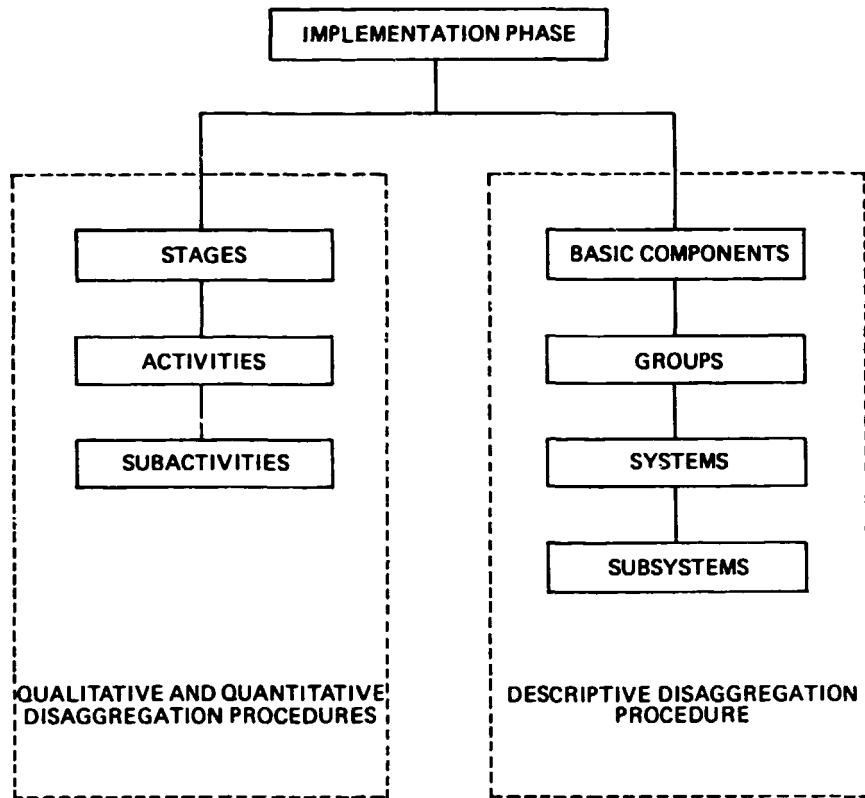 IMPLEMENTATION PHASE
STAGES
ACTIVITIES
SUBACTIVITIES
QUALITATIVE AND QUANTITATIVE
DISAGGREGATION PROCEDURES
BASIC COMPONENTS
GROUPS
SYSTEMS
SUBSYSTEMS
DESCRIPTIVE DISAGGREGATION
PROCEDURE